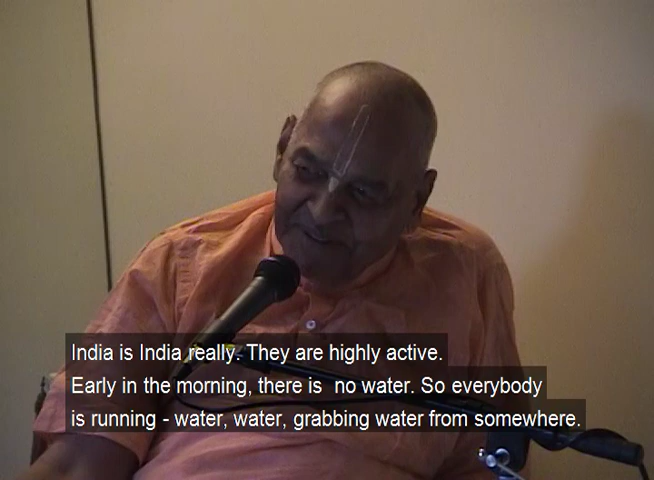 India is India really. They are highly active.
Early in the morning, there is  no water. So everybody
is running - water, water, grabbing water from somewhere.